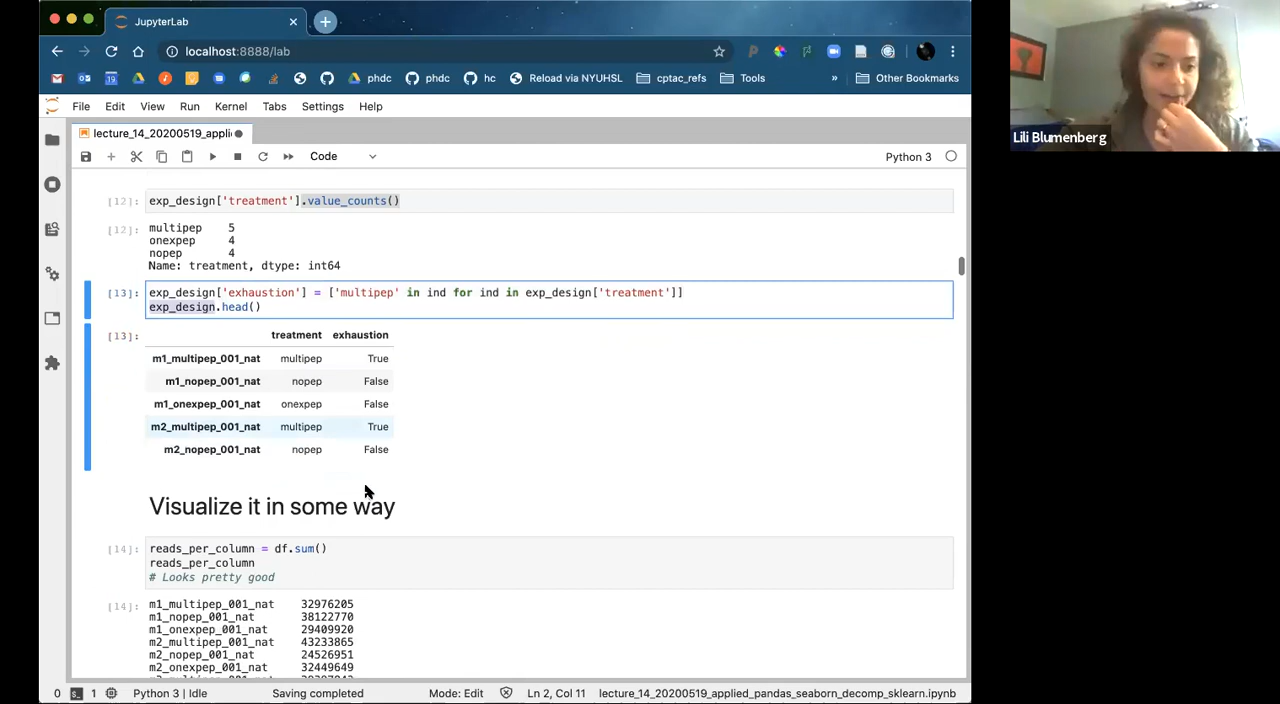 JupyterLab
localhost:8888/lab
phdc phdc hc Reload via NYUHSL cptac_refs Tools » Other Bookmarks
File Edit View Run Kernel Tabs Settings Help
lecture_14_20200519_appli
Code Python 3
[12]: exp_design['treatment'].value_counts()
[12]: multipep 5
onexpep 4
nopep 4
Name: treatment, dtype: int64
[13]: exp_design['exhaustion'] = ['multipep' in ind for ind in exp_design['treatment']]
exp_design.head()
[13]: treatment exhaustion
m1_multipep_001_nat multipep True
m1_nopep_001_nat nopep False
m1_onexpep_001_nat onexpep False
m2_multipep_001_nat multipep True
m2_nopep_001_nat nopep False
Visualize it in some way
[14]: reads_per_column = df.sum()
reads_per_column
# Looks pretty good
[14]: m1_multipep_001_nat 32976205
m1_nopep_001_nat 38122770
m1_onexpep_001_nat 29409920
m2_multipep_001_nat 43233865
m2_nopep_001_nat 24526951
m2_onexpep_001_nat 32449649
0 1 Python 3 | Idle Saving completed Mode: Edit Ln 2, Col 11 lecture_14_20200519_applied_pandas_seaborn_decomp_sklearn.ipynb
Lili Blumenberg